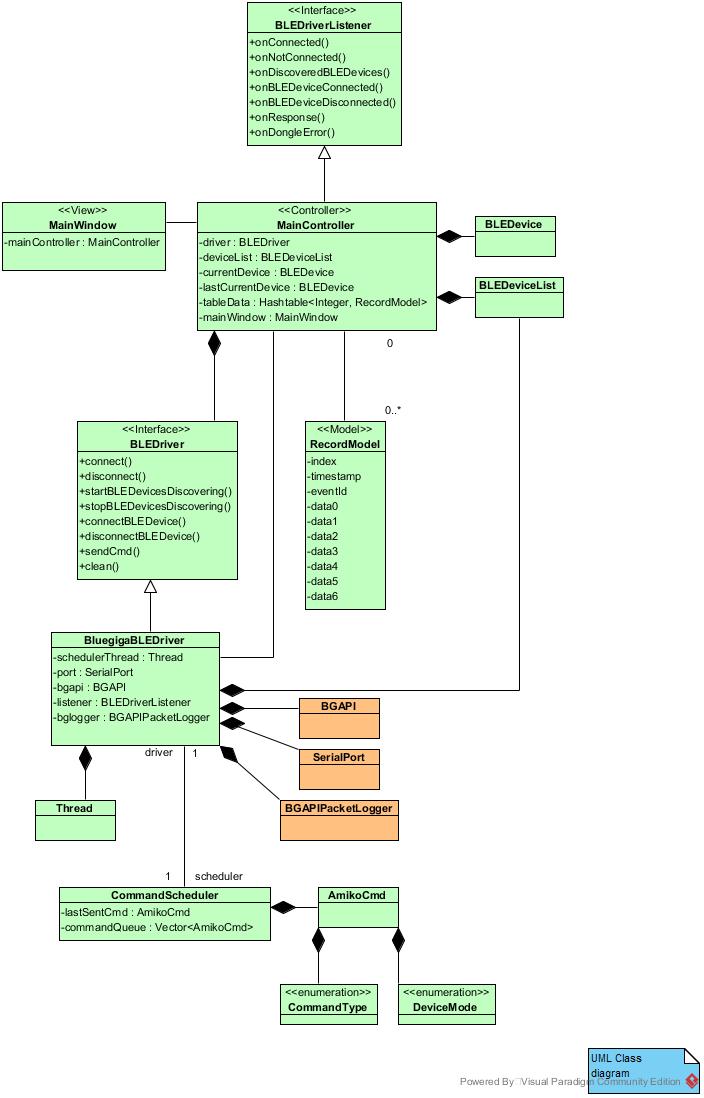 <<Interface>>
BLEDriverListener
+onConnected()
+onNotConnected()
+onDiscoveredBLEDevices()
+onBLEDeviceConnected()
+onBLEDeviceDisconnected()
+onResponse()
+onDongleError()
<<View>>
MainWindow
-mainController : MainController
<<Controller>>
MainController
-driver : BLEDriver
-deviceList : BLEDeviceList
-currentDevice : BLEDevice
-lastCurrentDevice : BLEDevice
-tableData : Hashtable<Integer, RecordModel>
-mainWindow : MainWindow
BLEDevice
BLEDeviceList
0
0..*
<<Interface>>
BLEDriver
+connect()
+disconnect()
+startBLEDevicesDiscovering()
+stopBLEDevicesDiscovering()
+connectBLEDevice()
+disconnectBLEDevice()
+sendCmd()
+clean()
<<Model>>
RecordModel
-index
-timestamp
-eventId
-data0
-data1
-data2
-data3
-data4
-data5
-data6
BluegigaBLEDriver
-schedulerThread : Thread
-port : SerialPort
-bgapi : BGAPI
-listener : BLEDriverListener
-bglogger : BGAPIPacketLogger
BGAPI
SerialPort
BGAPIPacketLogger
driver 1
Thread
1 scheduler
CommandScheduler
-lastSentCmd : AmikoCmd
-commandQueue : Vector<AmikoCmd>
AmikoCmd
<<enumeration>>
CommandType
<<enumeration>>
DeviceMode
UML Class
diagram
Powered By Visual Paradigm Community Edition